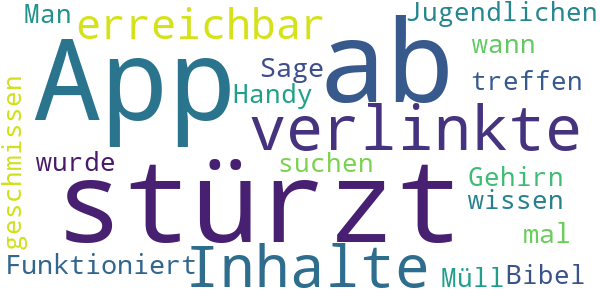 Man
erreichbar
Jugendlichen
App
ab
wann
Sage
treffen
Handy
geschmissen
verlinkte
wurde
stürzt
suchen
Gehirn
wissen
mal
Funktioniert
Inhalte
Müll
Bibel